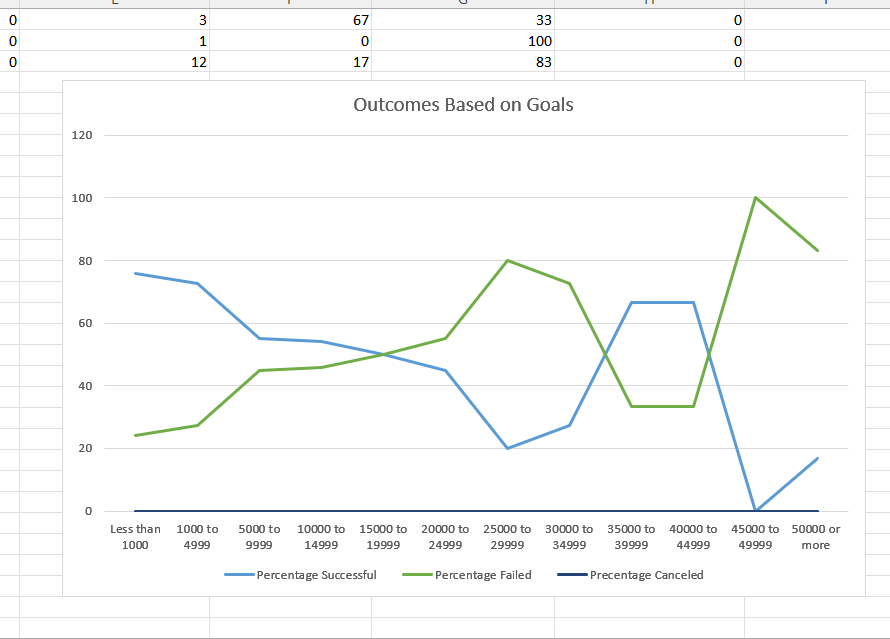 0 3 67 33 0
0 1 0 100 0
0 12 17 83 0
Outcomes Based on Goals
120
100
80
60
40
20
0
Less than 1000 to 5000 to 10000 to 15000 to 20000 to 25000 to 30000 to 35000 to 40000 to 45000 to 50000 or
1000 4999 9999 14999 19999 24999 29999 34999 39999 44999 49999 more
Percentage Successful Percentage Failed Precentage Canceled